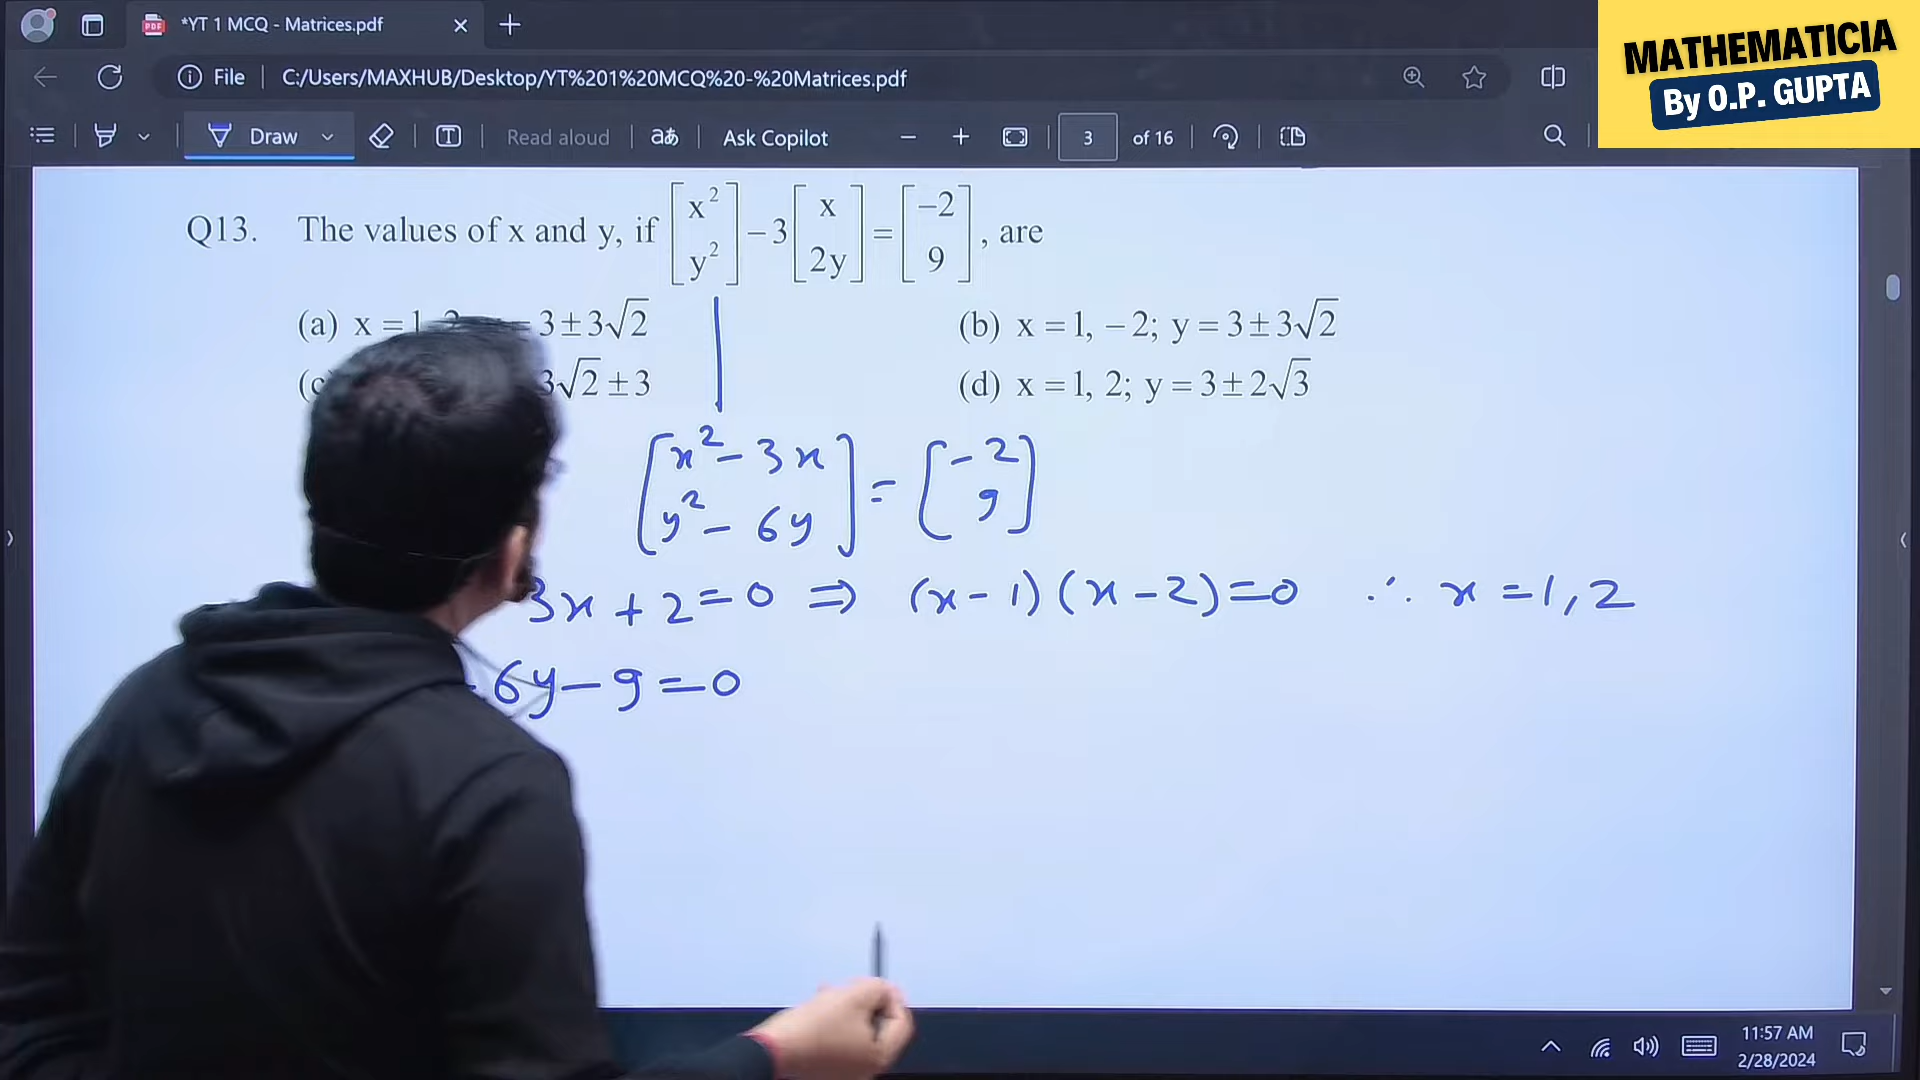 *YT 1 MCQ - Matrices.pdf
MATHEMATICIA
By O.P. GUPTA
File C:/Users/MAXHUB/Desktop/YT%201%20MCQ%20-%20Matrices.pdf
Draw Read aloud Ask Copilot 3 of 16
Q13. The values of x and y, if [x² y²] − 3[x 2y] = [−2 9], are
(a) x = 1 3 ± 3√2
(b) x = 1, − 2; y = 3 ± 3√2
3√2 ± 3
(d) x = 1, 2; y = 3 ± 2√3
[x² − 3x y² − 6y] = [−2 9]
3x + 2 = 0 ⇒ (x − 1)(x − 2) = 0 ∴ x = 1, 2
- 6y − 9 = 0
11:57 AM
2/28/2024